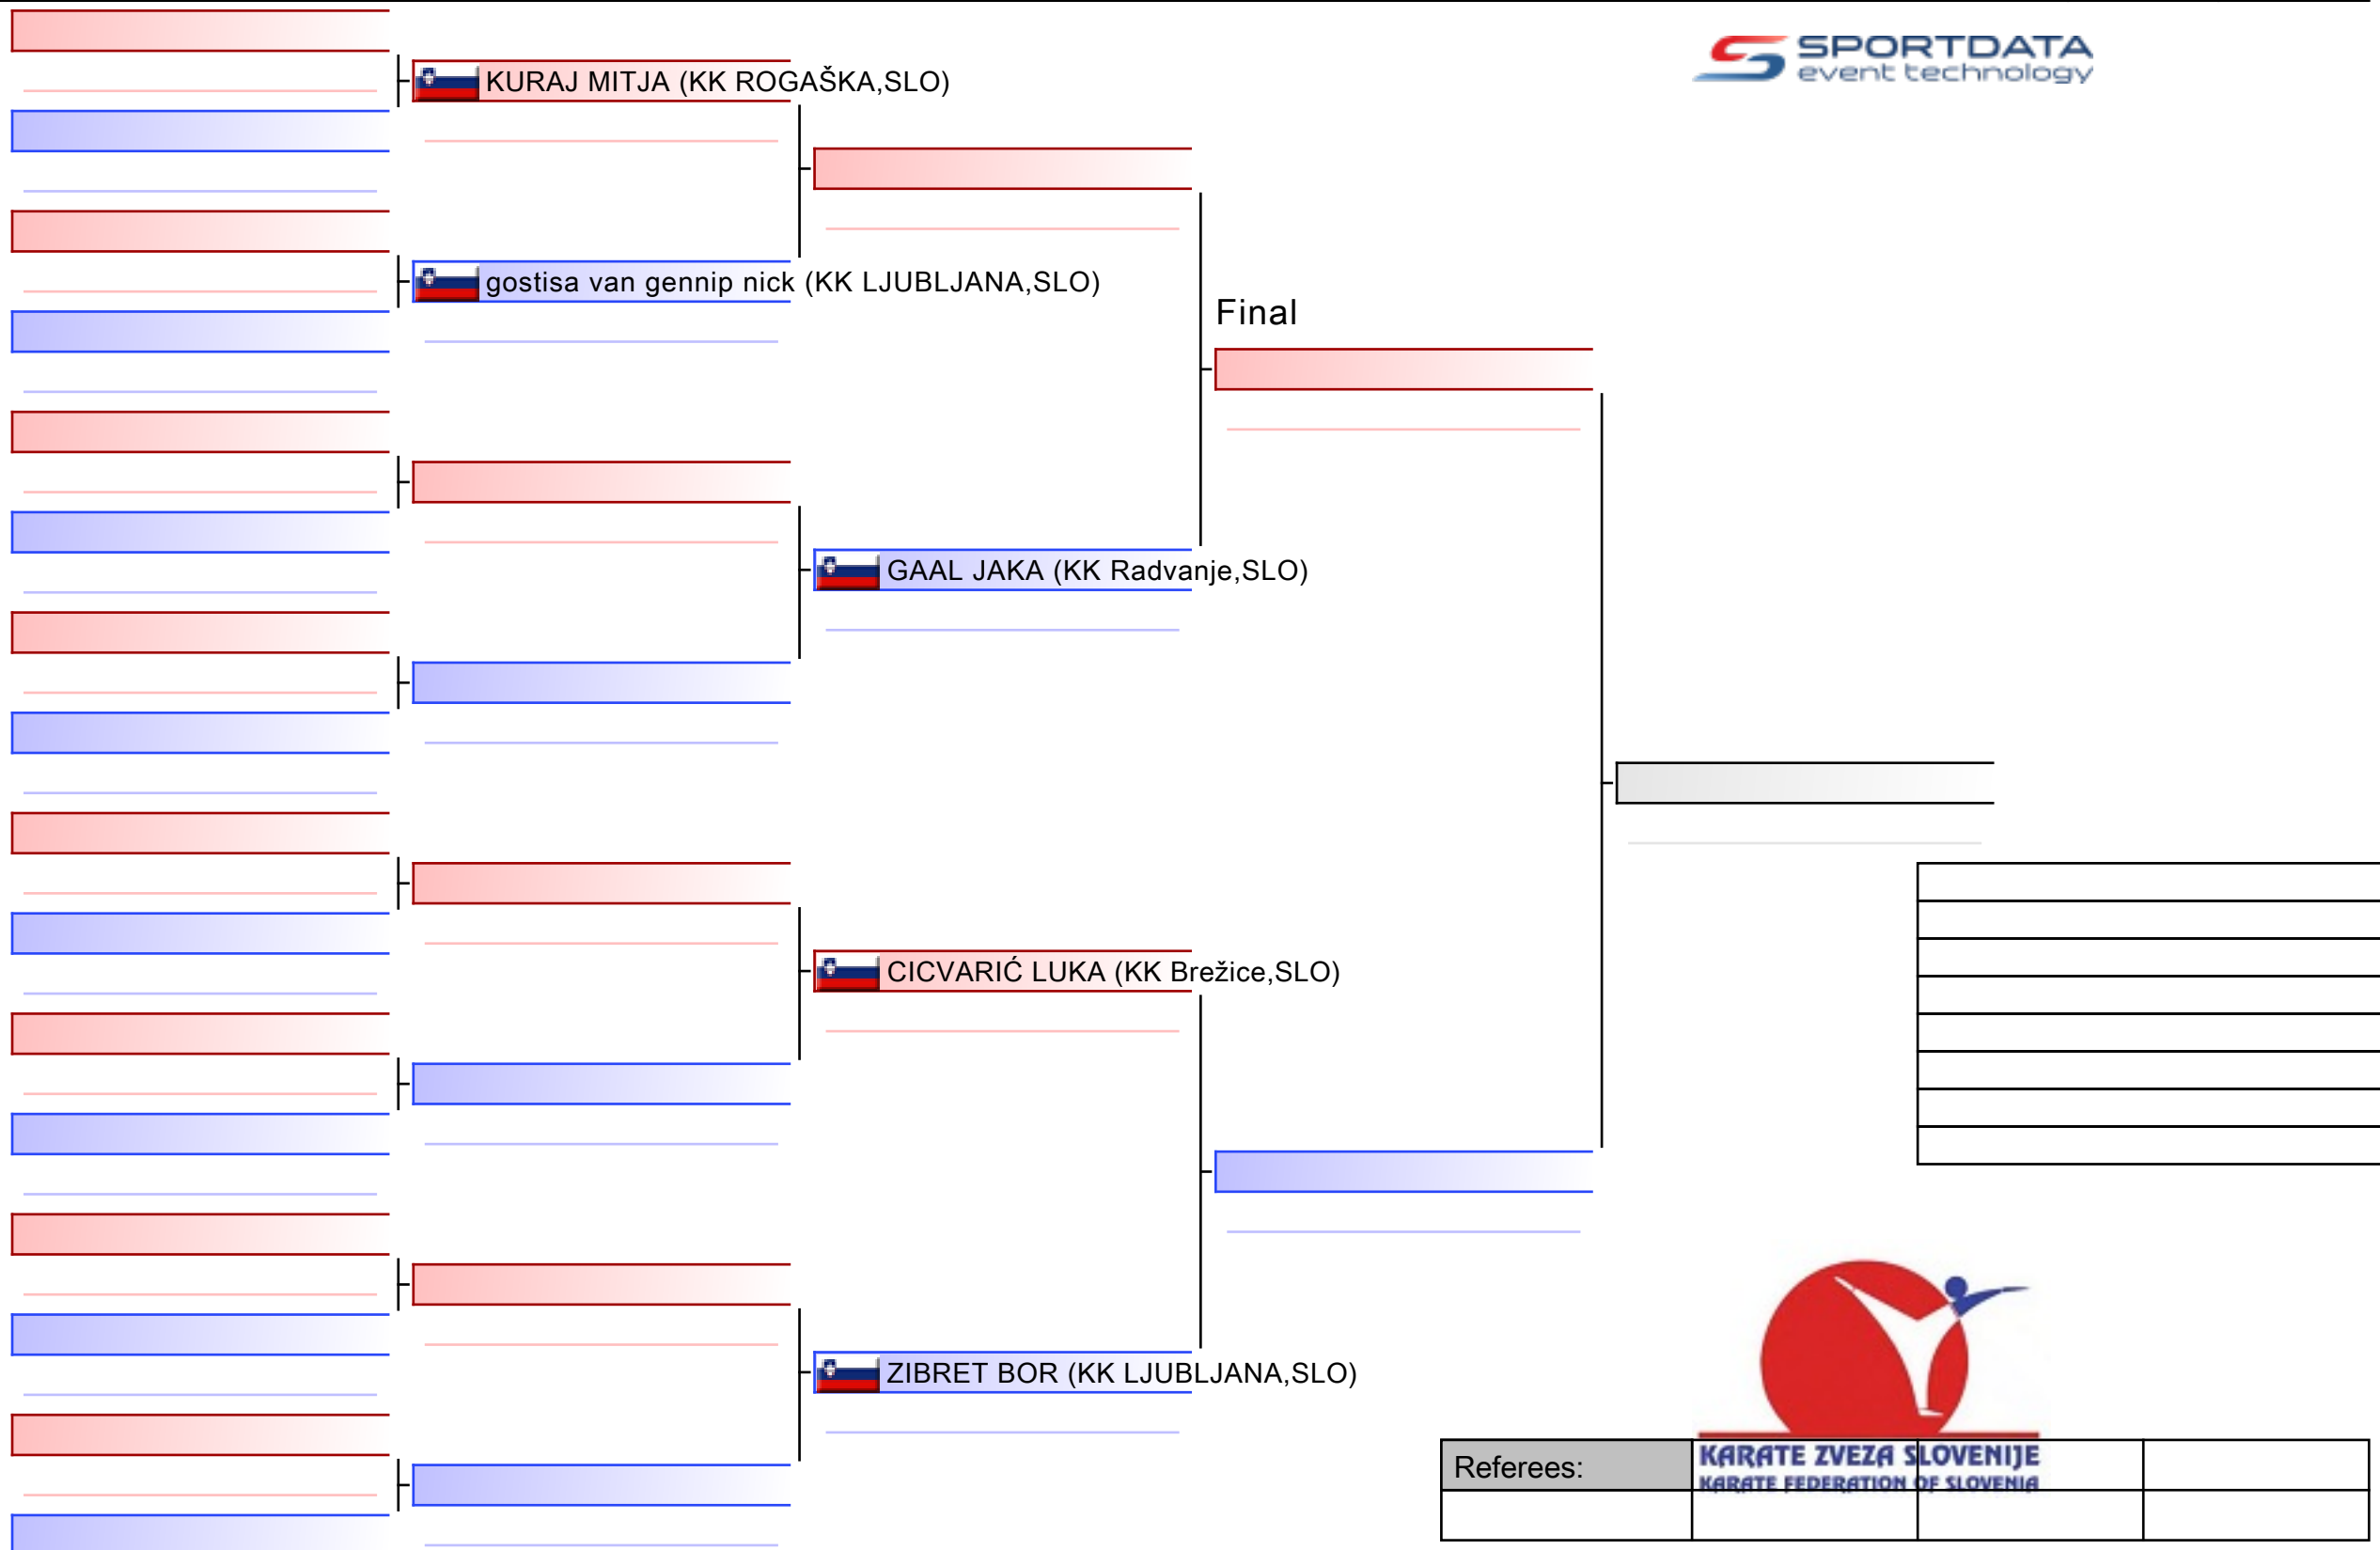 SPORTDATA
event technology
KURAJ MITJA (KK ROGAŠKA,SLO)
gostisa van gennip nick (KK LJUBLJANA,SLO)
Final
GAAL JAKA (KK Radvanje,SLO)
CICVARIĆ LUKA (KK Brežice,SLO)
ZIBRET BOR (KK LJUBLJANA,SLO)
Referees:
KARATE ZVEZA SLOVENIJE
KARATE FEDERATION OF SLOVENIA